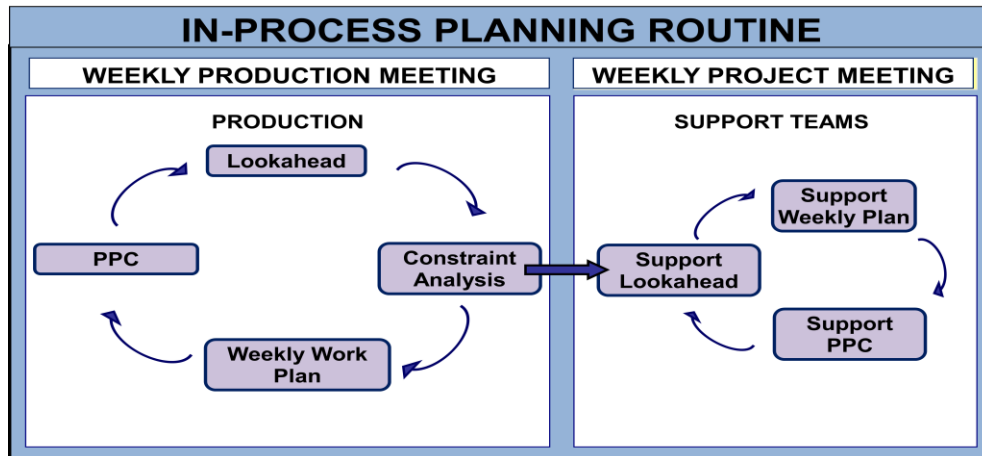 IN-PROCESS PLANNING ROUTINE
WEEKLY PRODUCTION MEETING
PRODUCTION
Lookahead
PPC
Constraint
Analysis
Weekly Work
Plan
WEEKLY PROJECT MEETING
SUPPORT TEAMS
Support
Weekly Plan
Support
Lookahead
Support
PPC